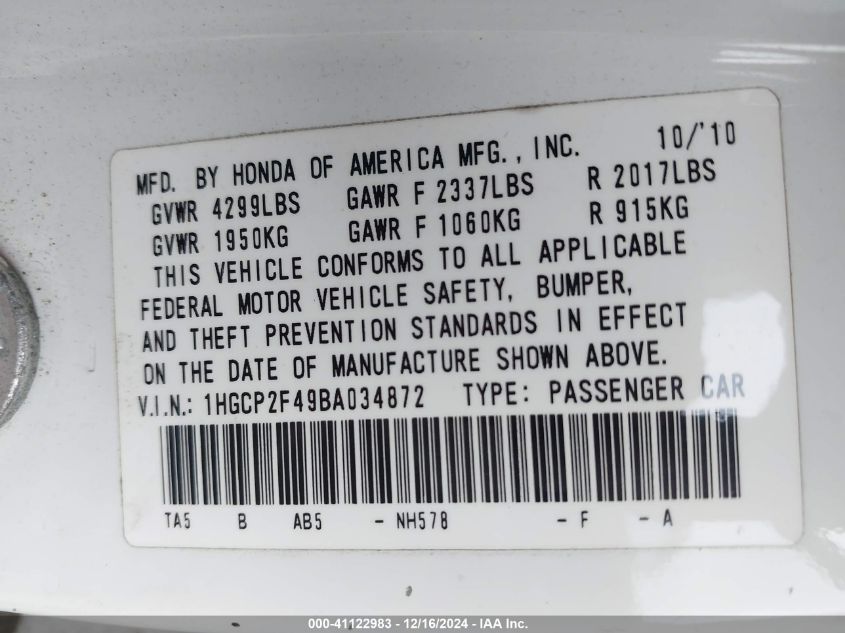 MFD. BY HONDA OF AMERICA MFG., INC. 10/'10
GVWR 4299LBS GAWR F 2337LBS R 2017LBS
GVWR 1950KG GAWR F 1060KG R 915KG
THIS VEHICLE CONFORMS TO ALL APPLICABLE
FEDERAL MOTOR VEHICLE SAFETY, BUMPER,
AND THEFT PREVENTION STANDARDS IN EFFECT
ON THE DATE OF MANUFACTURE SHOWN ABOVE.
V.I.N.: 1HGCP2F49BA034872 TYPE: PASSENGER CAR
TA5 B AB5 - NH578 - F - A
000-41122983 - 12/16/2024 - IAA Inc.